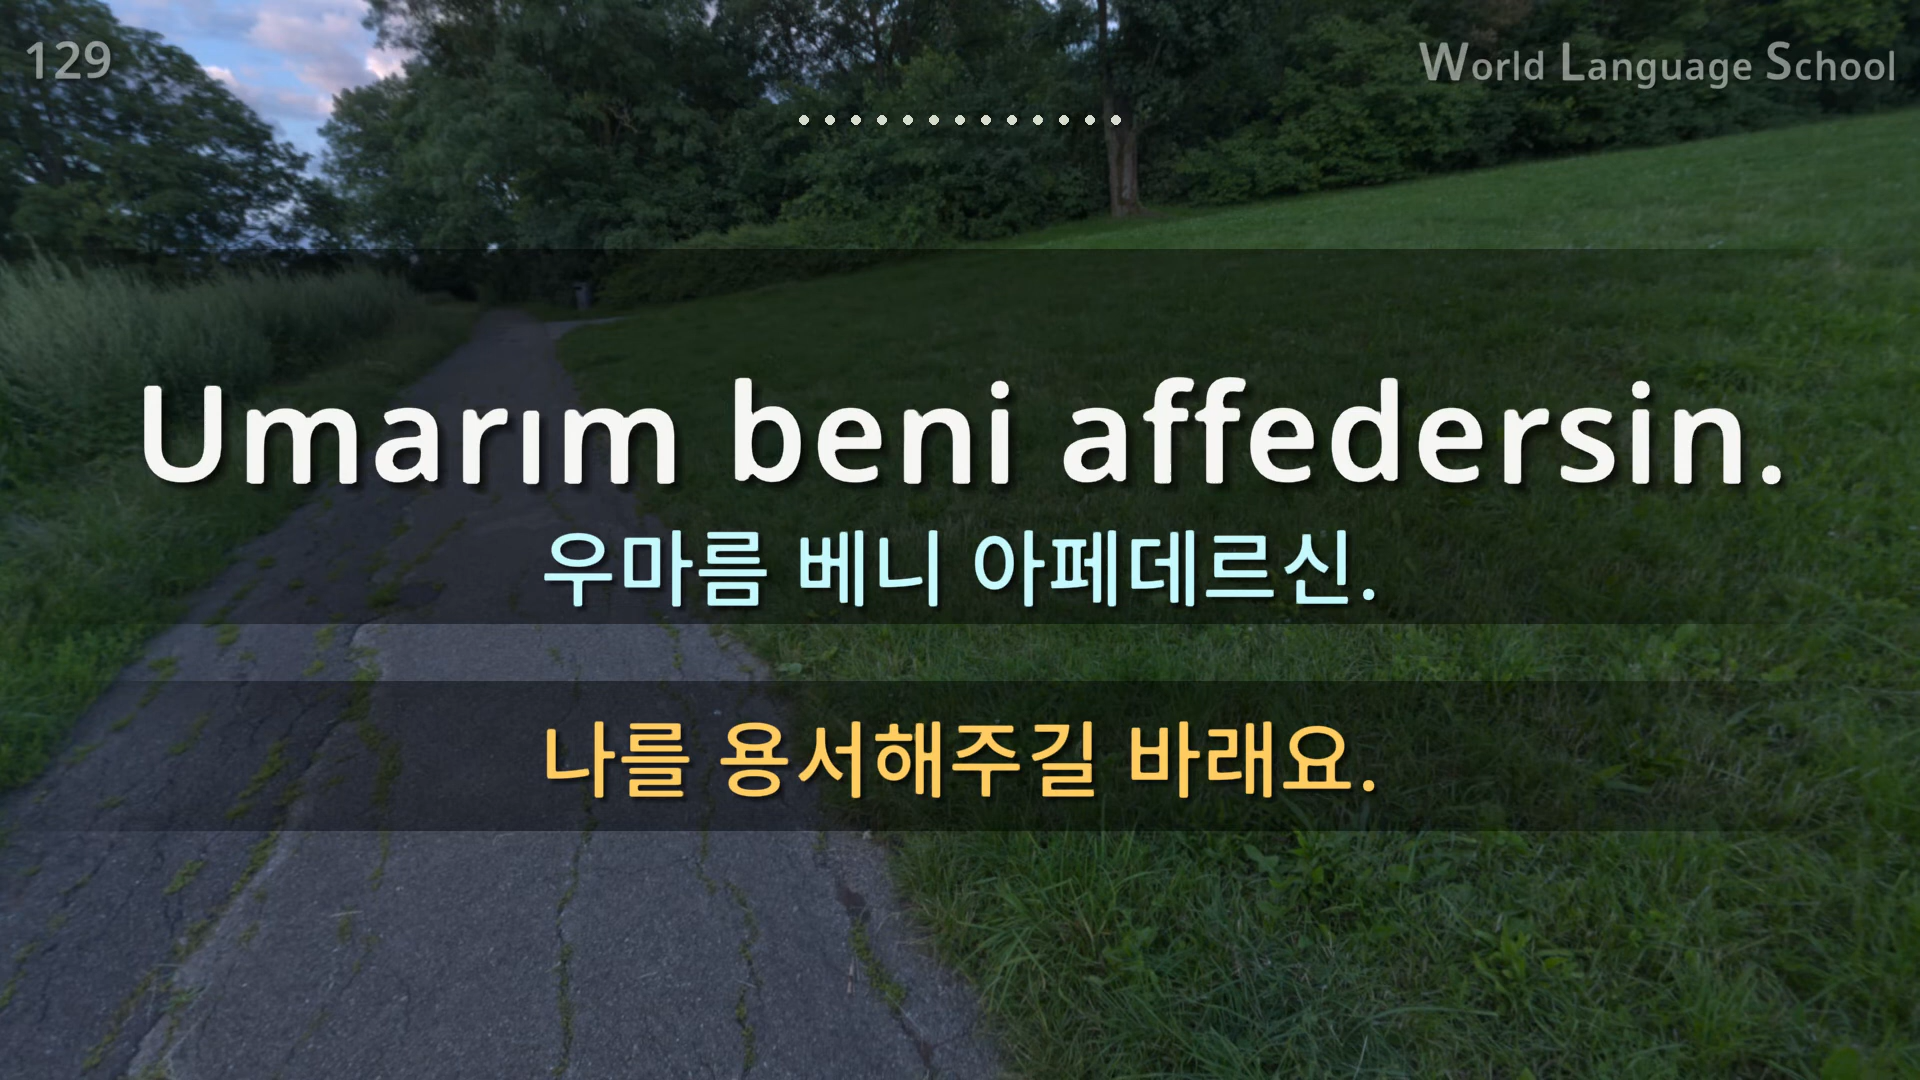 129
World Language School
Umarım beni affedersin.
우마름 베니 아페데르신.
나를 용서해주길 바래요.